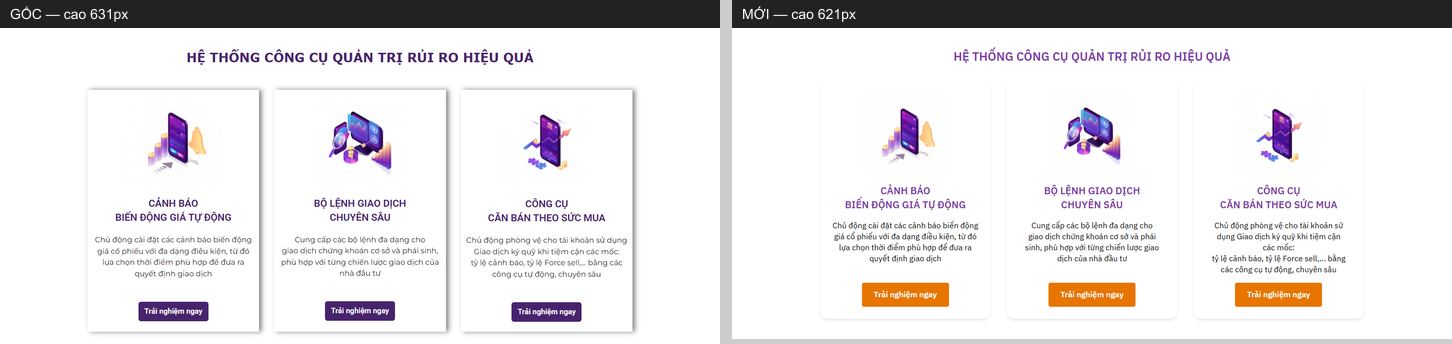 GỐC — cao 631px
HỆ THỐNG CÔNG CỤ QUẢN TRỊ RỦI RO HIỆU QUẢ
CẢNH BÁO
BIẾN ĐỘNG GIÁ TỰ ĐỘNG
Chủ động cài đặt các cảnh báo biến động
giá cổ phiếu với đa dạng điều kiện, từ đó
lựa chọn thời điểm phù hợp để đưa ra
quyết định giao dịch
Trải nghiệm ngay
BỘ LỆNH GIAO DỊCH
CHUYÊN SÂU
Cung cấp các bộ lệnh đa dạng cho
giao dịch chứng khoán cơ sở và phái sinh,
phù hợp với từng chiến lược giao dịch của
nhà đầu tư
Trải nghiệm ngay
CÔNG CỤ
CĂN BÁN THEO SỨC MUA
Chủ động phòng vệ cho tài khoản sử dụng
Giao dịch ký quỹ khi tiệm cận các mốc:
tỷ lệ cảnh báo, tỷ lệ Force sell,... bằng các
công cụ tự động, chuyên sâu
Trải nghiệm ngay
MỚI — cao 621px
HỆ THỐNG CÔNG CỤ QUẢN TRỊ RỦI RO HIỆU QUẢ
CẢNH BÁO
BIẾN ĐỘNG GIÁ TỰ ĐỘNG
Chủ động cài đặt các cảnh báo biến động
giá cổ phiếu với đa dạng điều kiện, từ đó
lựa chọn thời điểm phù hợp để đưa ra
quyết định giao dịch
Trải nghiệm ngay
BỘ LỆNH GIAO DỊCH
CHUYÊN SÂU
Cung cấp các bộ lệnh đa dạng cho
giao dịch chứng khoán cơ sở và phái
sinh, phù hợp với từng chiến lược giao
dịch của nhà đầu tư
Trải nghiệm ngay
CÔNG CỤ
CĂN BÁN THEO SỨC MUA
Chủ động phòng vệ cho tài khoản sử
dụng Giao dịch ký quỹ khi tiệm cận
các mốc:
tỷ lệ cảnh báo, tỷ lệ Force sell,... bằng
các công cụ tự động, chuyên sâu
Trải nghiệm ngay